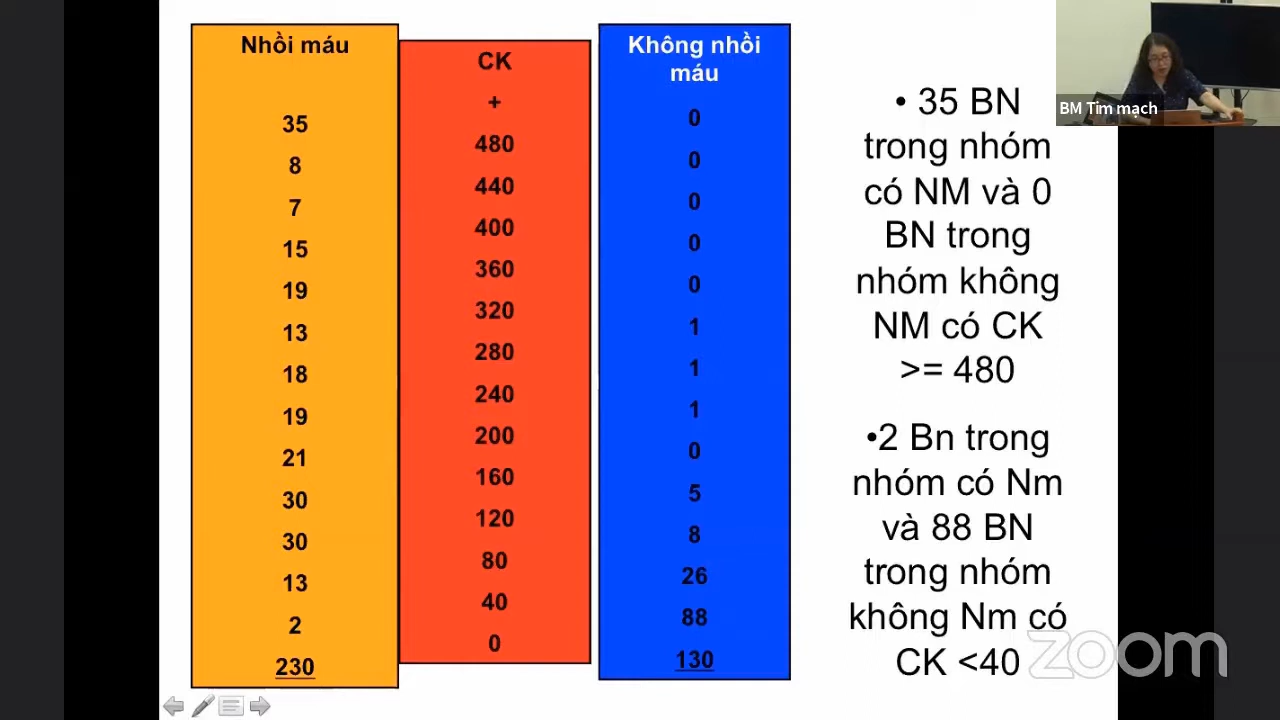 Nhồi máu
35
8
7
15
19
13
18
19
21
30
30
13
2
230
CK
+
480
440
400
360
320
280
240
200
160
120
80
40
0
Không nhồi
máu
0
0
0
0
0
1
1
1
0
5
8
26
88
130
• 35 BN
trong nhóm
có NM và 0
BN trong
nhóm không
NM có CK
>= 480
•2 Bn trong
nhóm có Nm
và 88 BN
trong nhóm
không Nm có
CK <40
BM Tim mạch
zoom